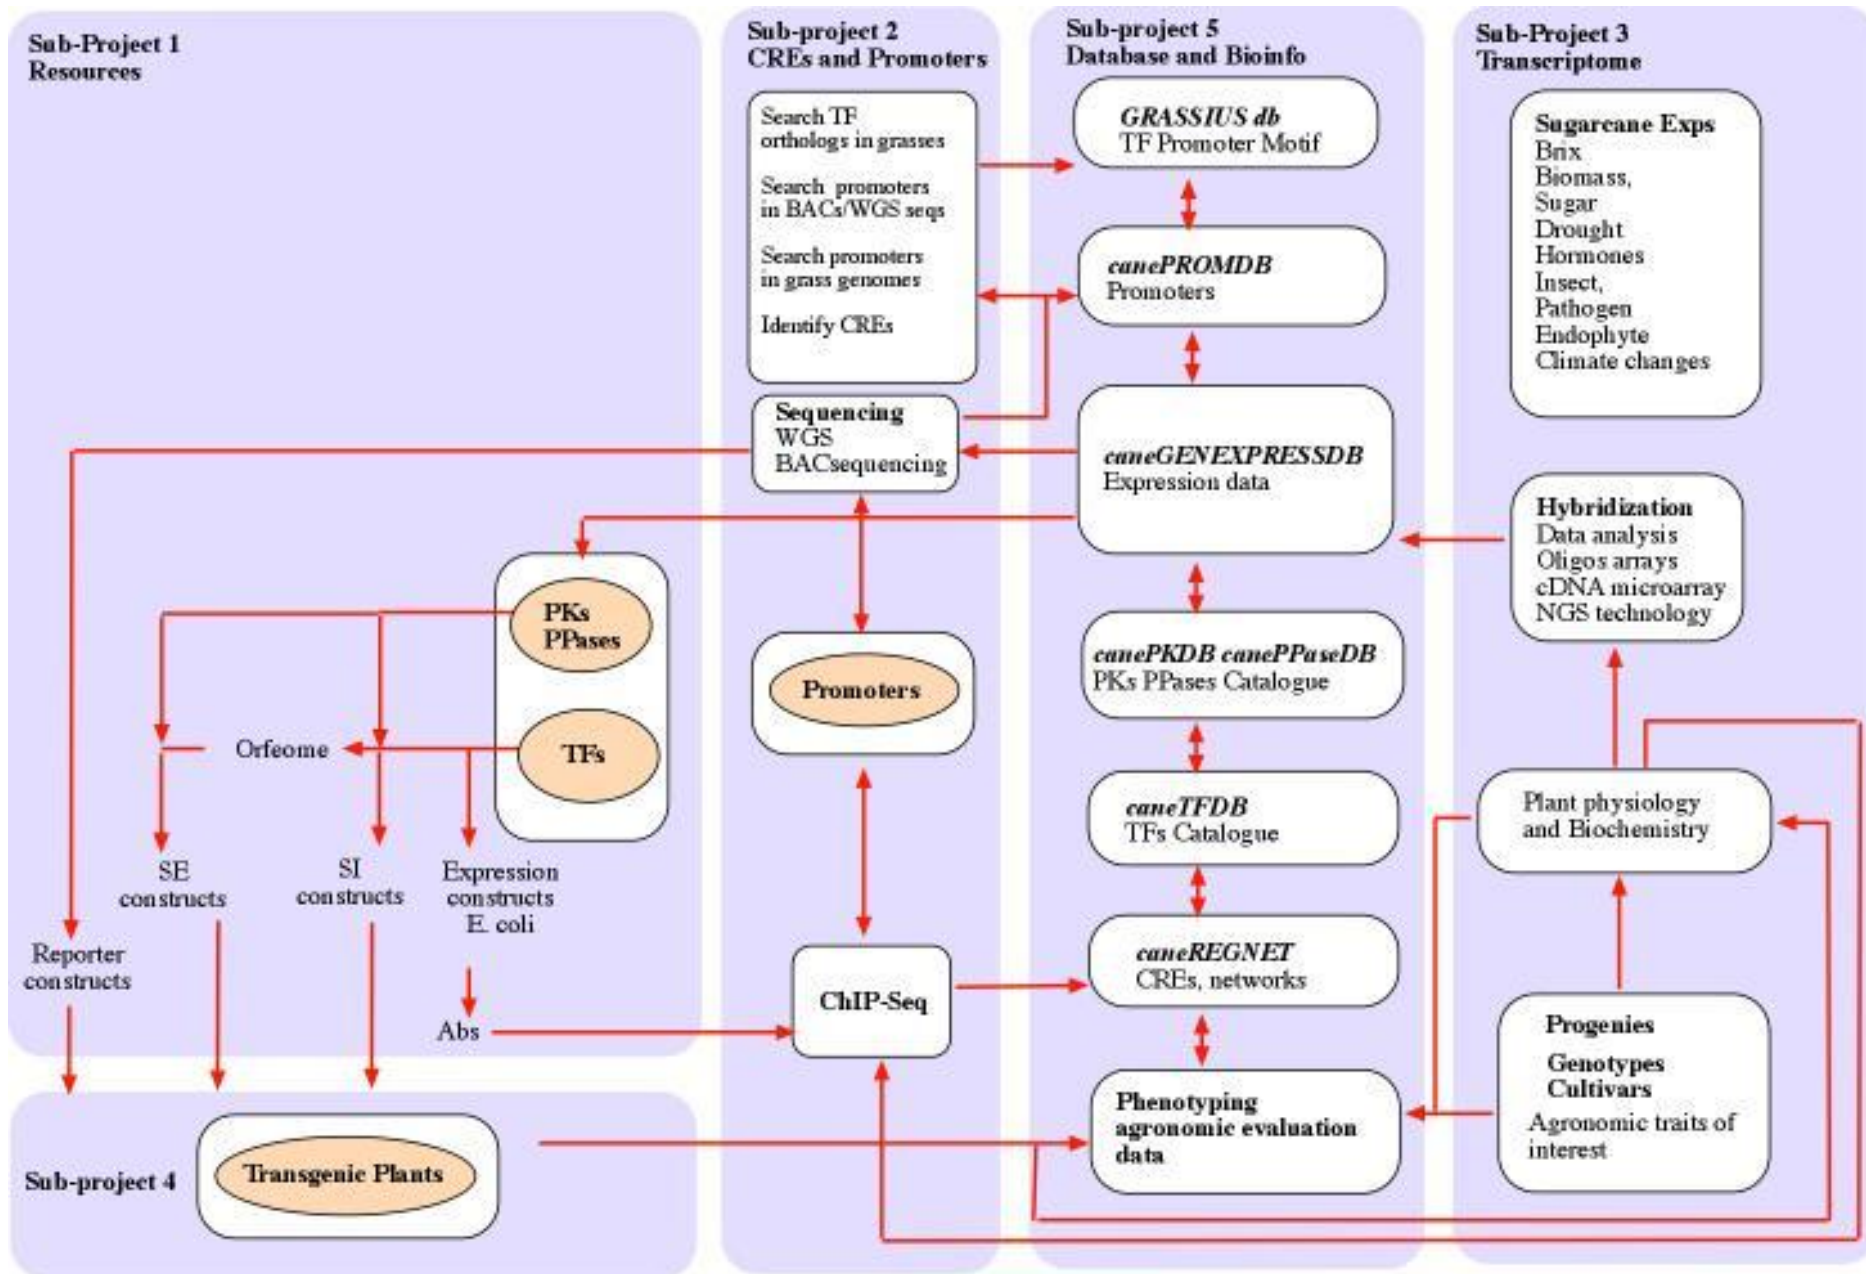 Sub-Project 1
Resources
Sub-project 2
CREs and Promoters
Search TF
orthologs in grasses
Search promoters
in BACs/WGS seqs
Search promoters
in grass genomes
Identify CREs
Sequencing
WGS
BACsequencing
Promoters
ChIP-Seq
Sub-project 5
Database and Bioinfo
GRASSIUS db
TF Promoter Motif
canePROMDB
Promoters
caneGENEXPRESSDB
Expression data
canePKDB canePPaseDB
PKs PPases Catalogue
caneTFDB
TFs Catalogue
caneREGNET
CREs, networks
Phenotyping
agronomic evaluation
data
Sub-Project 3
Transcriptome
Sugarcane Exps
Brix
Biomass,
Sugar
Drought
Hormones
Insect,
Pathogen
Endophyte
Climate changes
Hybridization
Data analysis
Oligos arrays
cDNA microarray
NGS technology
Plant physiology
and Biochemistry
Progenies
Genotypes
Cultivars
Agronomic traits of
interest
PKs
PPases
TFs
Orfeome
SE
constructs
SI
constructs
Expression
constructs
E. coli
Reporter
constructs
Abs
Sub-project 4
Transgenic Plants